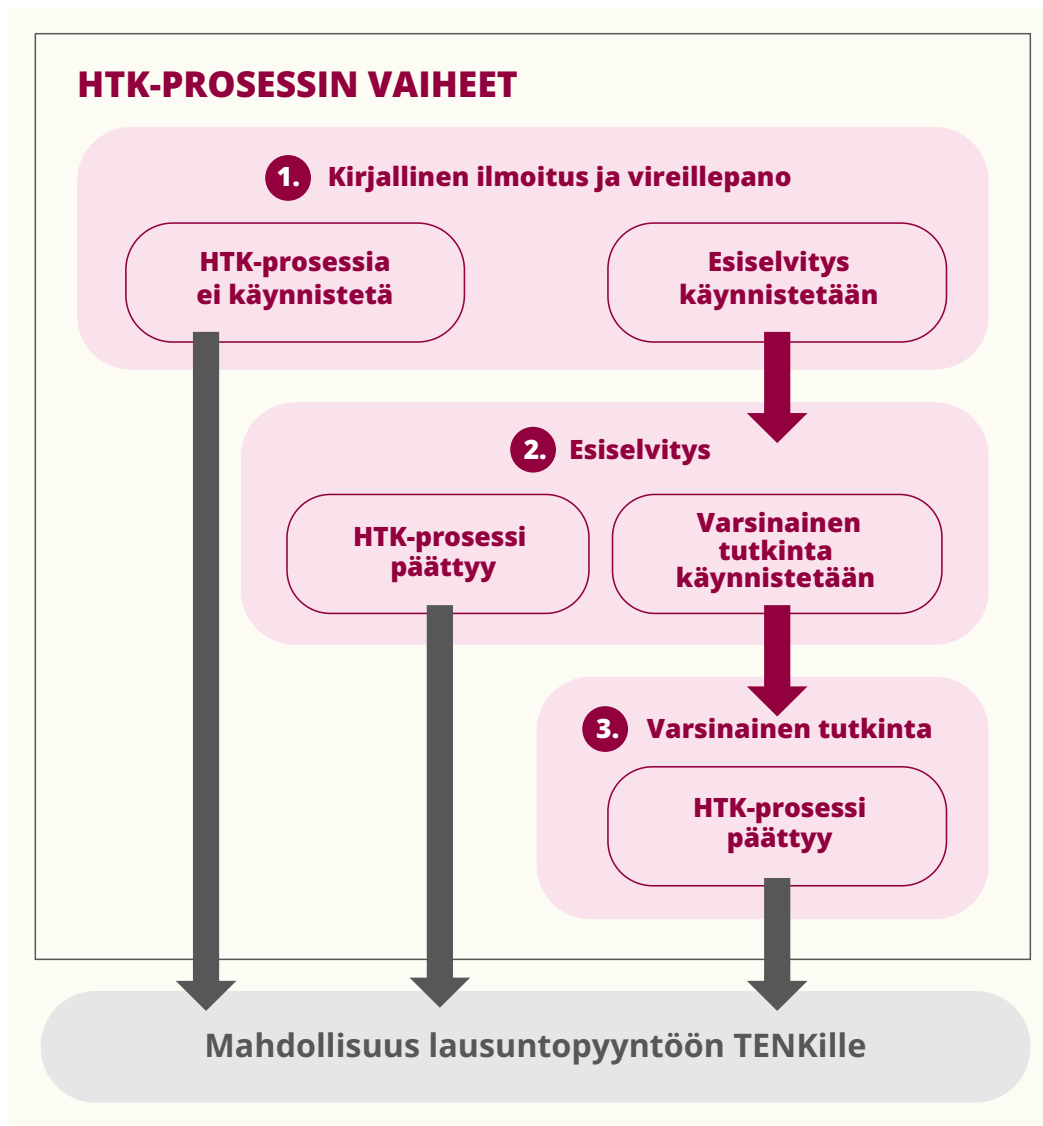 HTK-PROSESSIN VAIHEET
1. Kirjallinen ilmoitus ja vireillepano
HTK-prosessia
ei käynnistetä
Esiselvitys
käynnistetään
2. Esiselvitys
HTK-prosessi
päättyy
Varsinainen
tutkinta
käynnistetään
3. Varsinainen tutkinta
HTK-prosessi
päättyy
Mahdollisuus lausuntopyyntöön TENKille